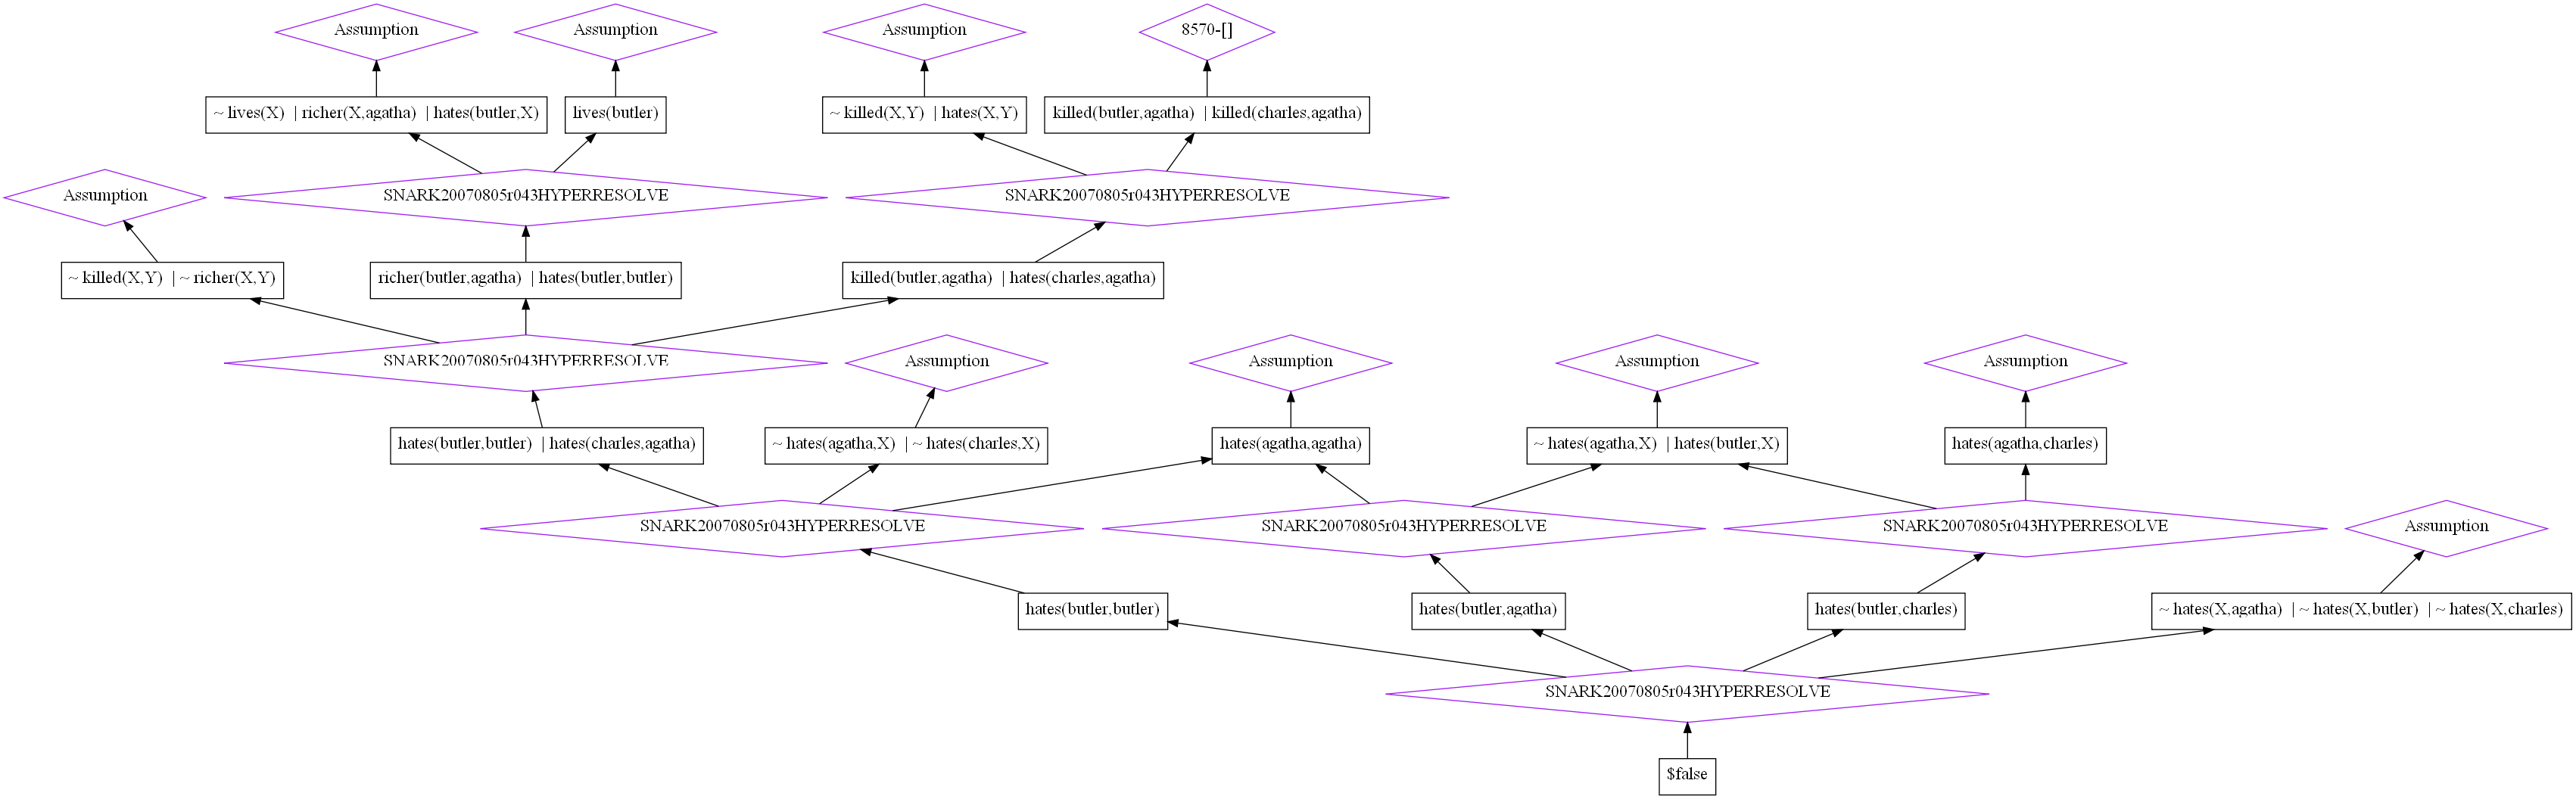 Assumption
Assumption
Assumption
8570-[]
~ lives(X) | richer(X,agatha) | hates(butler,X)
lives(butler)
~ killed(X,Y) | hates(X,Y)
killed(butler,agatha) | killed(charles,agatha)
Assumption
SNARK20070805r043HYPERRESOLVE
SNARK20070805r043HYPERRESOLVE
~ killed(X,Y) | ~ richer(X,Y)
richer(butler,agatha) | hates(butler,butler)
killed(butler,agatha) | hates(charles,agatha)
SNARK20070805r043HYPERRESOLVE
Assumption
Assumption
Assumption
Assumption
hates(butler,butler) | hates(charles,agatha)
~ hates(agatha,X) | ~ hates(charles,X)
hates(agatha,agatha)
~ hates(agatha,X) | hates(butler,X)
hates(agatha,charles)
SNARK20070805r043HYPERRESOLVE
SNARK20070805r043HYPERRESOLVE
SNARK20070805r043HYPERRESOLVE
Assumption
hates(butler,butler)
hates(butler,agatha)
hates(butler,charles)
~ hates(X,agatha) | ~ hates(X,butler) | ~ hates(X,charles)
SNARK20070805r043HYPERRESOLVE
$false